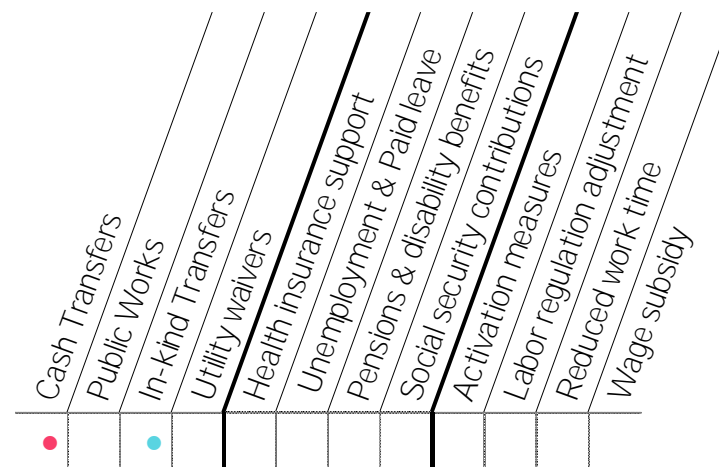 Cash Transfers
Public Works
In-kind Transfers
Utility waivers
Health insurance support
Unemployment & Paid leave
Pensions & disability benefits
Social security contributions
Activation measures
Labor regulation adjustment
Reduced work time
Wage subsidy